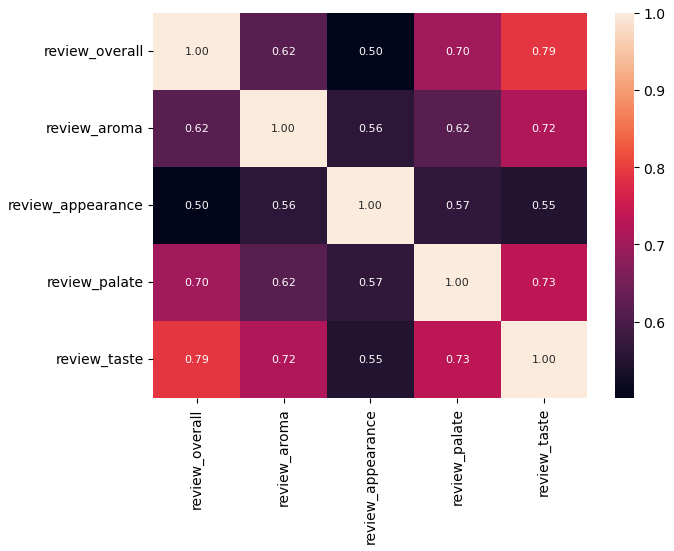 review_overall 1.00 0.62 0.50 0.70 0.79
review_aroma 0.62 1.00 0.56 0.62 0.72
review_appearance 0.50 0.56 1.00 0.57 0.55
review_palate 0.70 0.62 0.57 1.00 0.73
review_taste 0.79 0.72 0.55 0.73 1.00
review_overall
review_aroma
review_appearance
review_palate
review_taste
1.0
0.9
0.8
0.7
0.6